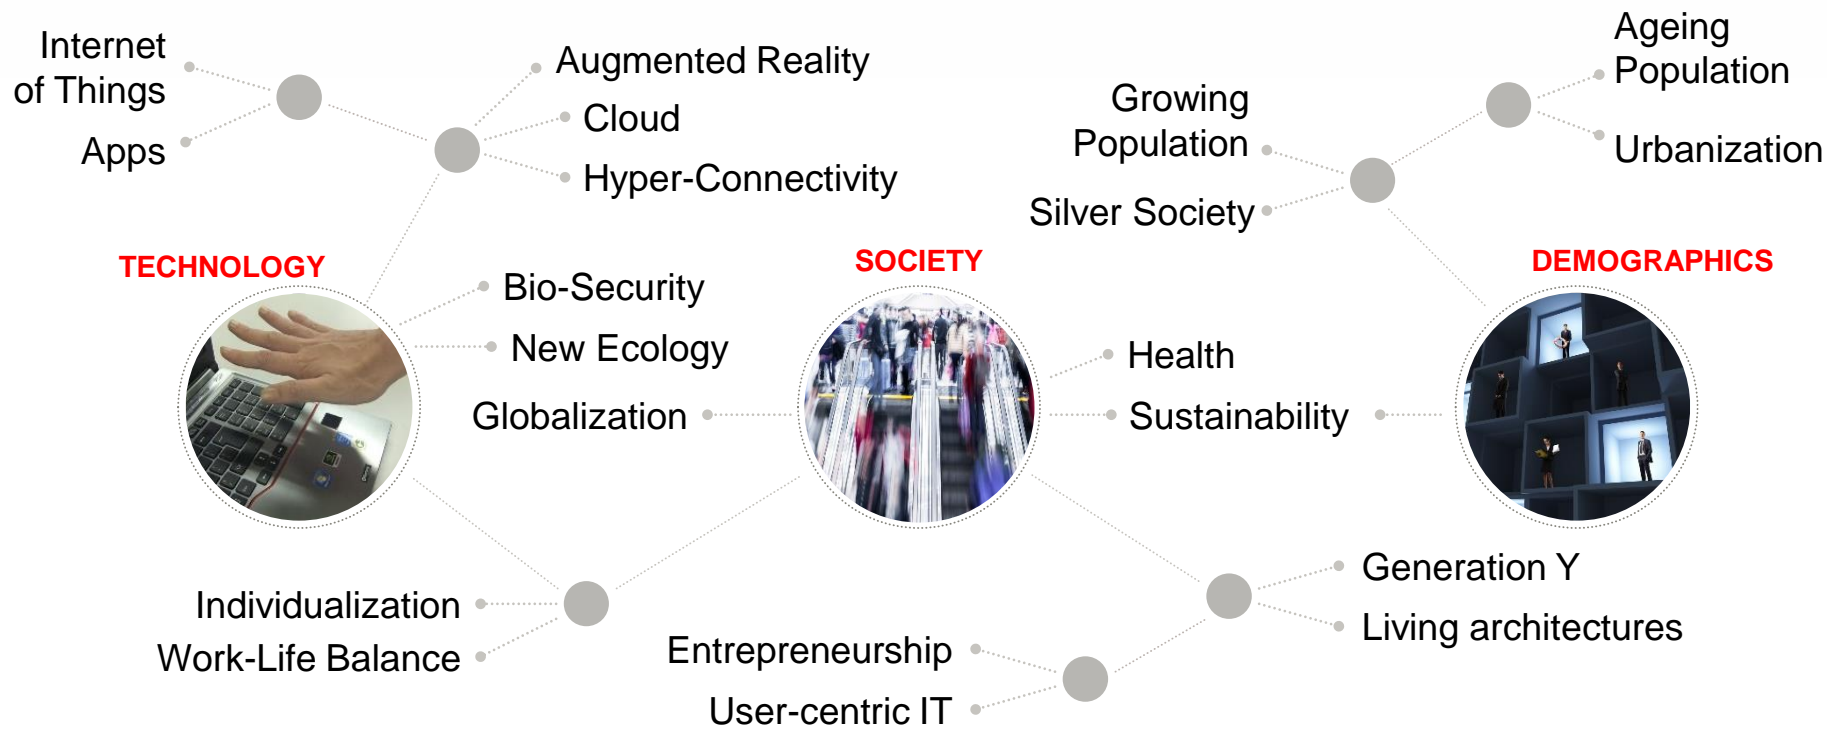 Internet
of Things
Apps
Augmented Reality
Cloud
Hyper-Connectivity
Growing
Population
Silver Society
Ageing
Population
Urbanization
TECHNOLOGY
SOCIETY
DEMOGRAPHICS
Bio-Security
New Ecology
Globalization
Health
Sustainability
Individualization
Work-Life Balance
Entrepreneurship
User-centric IT
Generation Y
Living architectures